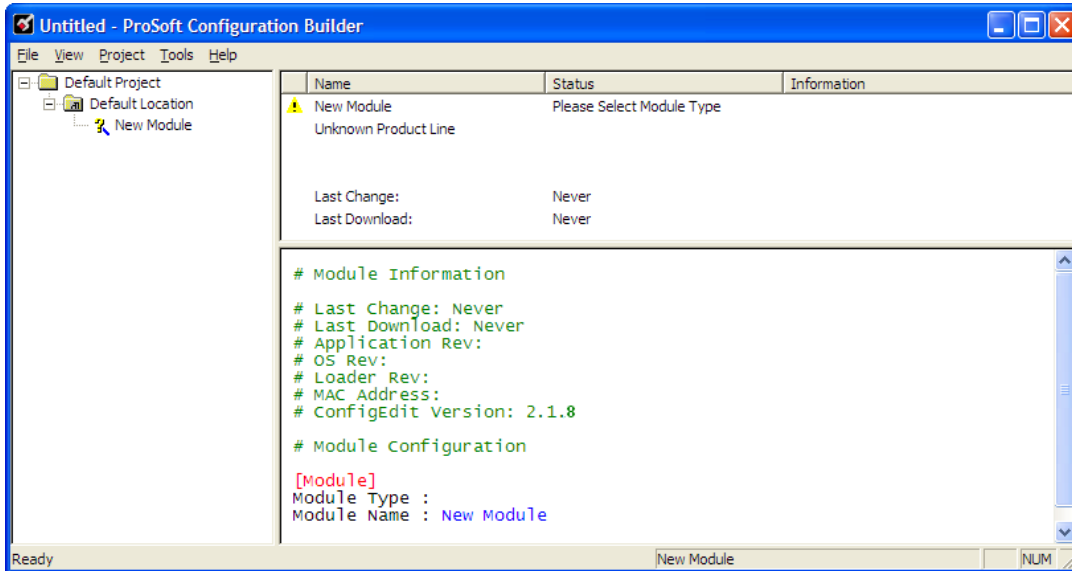 Untitled - ProSoft Configuration Builder
File View Project Tools Help
Default Project
Default Location
New Module
Name Status Information
New Module Please Select Module Type
Unknown Product Line
Last Change: Never
Last Download: Never
# Module Information
# Last Change: Never
# Last Download: Never
# Application Rev:
# OS Rev:
# Loader Rev:
# MAC Address:
# ConfigEdit Version: 2.1.8
# Module Configuration
[Module]
Module Type :
Module Name : New Module
Ready New Module NUM